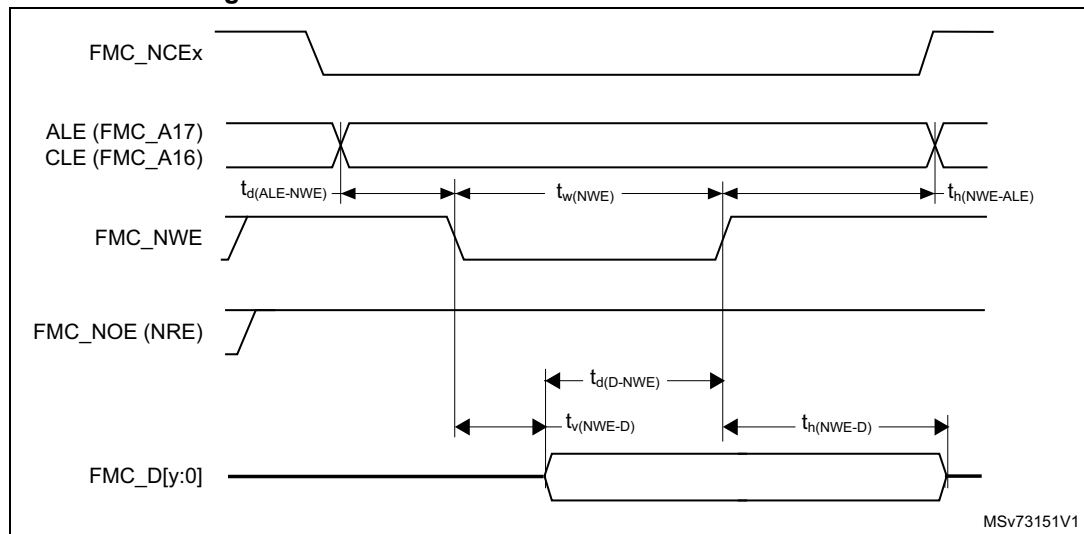 FMC_NCEx
ALE (FMC_A17)
CLE (FMC_A16)
td(ALE-NWE)
tw(NWE)
th(NWE-ALE)
FMC_NWE
FMC_NOE (NRE)
td(D-NWE)
tv(NWE-D)
th(NWE-D)
FMC_D[y:0]
MSv73151V1